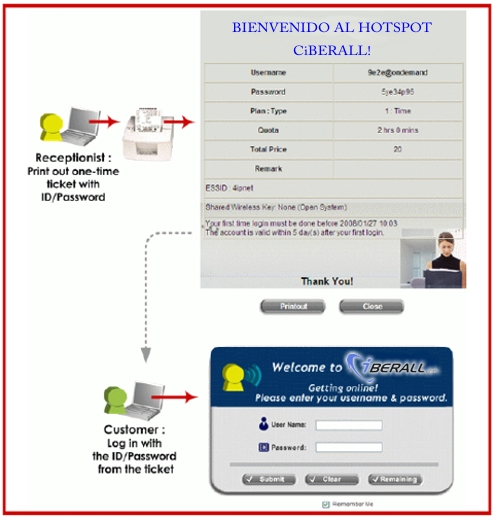 BIENVENIDO AL HOTSPOT
CiBERALL!
Username 9e2e@ondemand
Password 5ye34p95
Plan : Type 1 : Time
Quota 2 hrs 0 mins
Total Price 20
Remark
ESSID : 4ipnet
Shared Wireless Key: None (Open System)
Your first time login must be done before 2008/01/27 10:03
The account is valid within 5 day(s) after your first login.
Thank You!
Printout Close
Receptionist :
Print out one-time
ticket with
ID/Password
Customer :
Log in with
the ID/Password
from the ticket
Welcome to CiBERALL
Getting online!
Please enter your username & password.
User Name:
Password:
Submit Clear Remaining
Remember Me